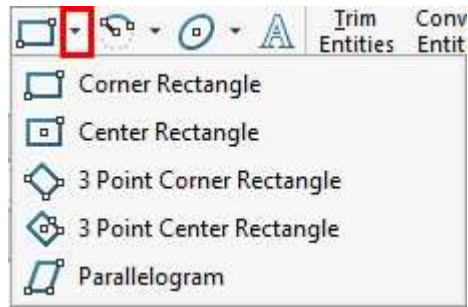 Trim Conv
Entities Entit
Corner Rectangle
Center Rectangle
3 Point Corner Rectangle
3 Point Center Rectangle
Parallelogram